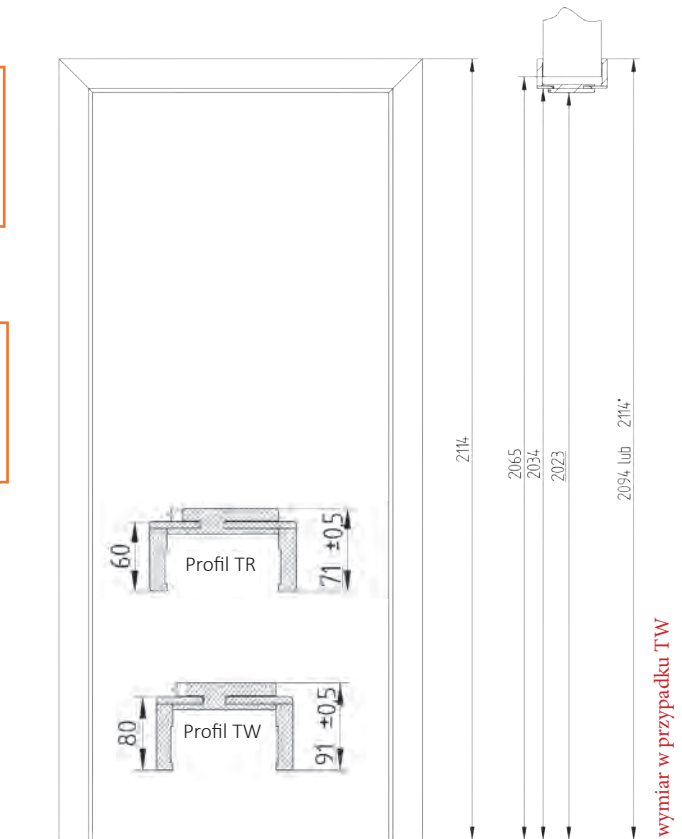 2114
2065
2034
2023
2094 lub 2114*
60
Profil TR
71 ±0,5
80
Profil TW
91 ±0,5
wymiar w przypadku TW